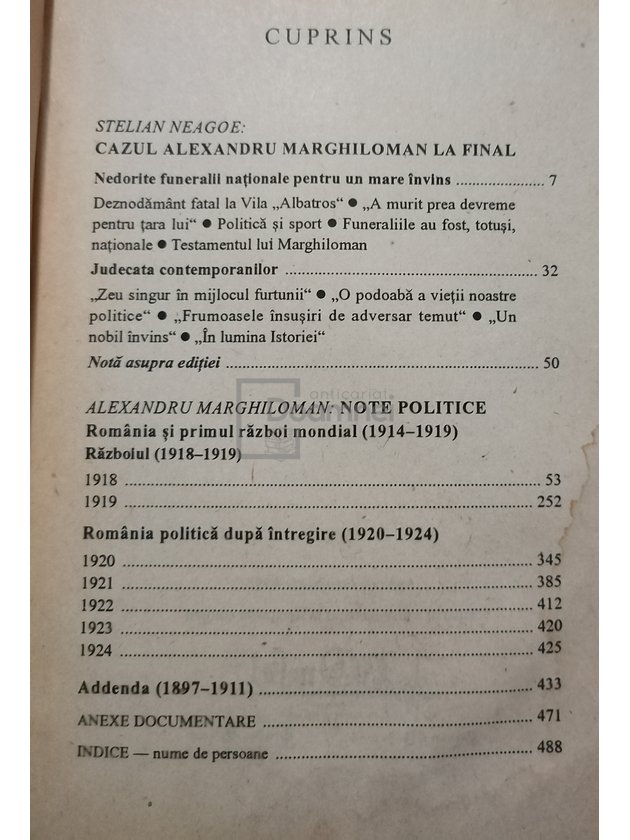 CUPRINS
STELIAN NEAGOE:
CAZUL ALEXANDRU MARGHILOMAN LA FINAL
Nedorite funeralii naționale pentru un mare învins ................ 7
Deznodământ fatal la Vila „Albatros“ ● „A murit prea devreme
pentru țara lui“ ● Politică și sport ● Funeraliile au fost, totuși,
naționale ● Testamentul lui Marghiloman
Judecata contemporanilor ................ 32
„Zeu singur în mijlocul furtunii“ ● „O podoabă a vieții noastre
politice“ ● „Frumoasele însușiri de adversar temut“ ● „Un
nobil învins“ ● „În lumina Istoriei“
Notă asupra ediției ................ 50
anticariat
Doamnei
ALEXANDRU MARGHILOMAN: NOTE POLITICE
România și primul război mondial (1914–1919)
Războiul (1918–1919)
1918 ................ 53
1919 ................ 252
România politică după întregire (1920–1924)
1920 ................ 345
1921 ................ 385
1922 ................ 412
1923 ................ 420
1924 ................ 425
Addenda (1897–1911) ................ 433
ANEXE DOCUMENTARE ................ 471
INDICE — nume de persoane ................ 488